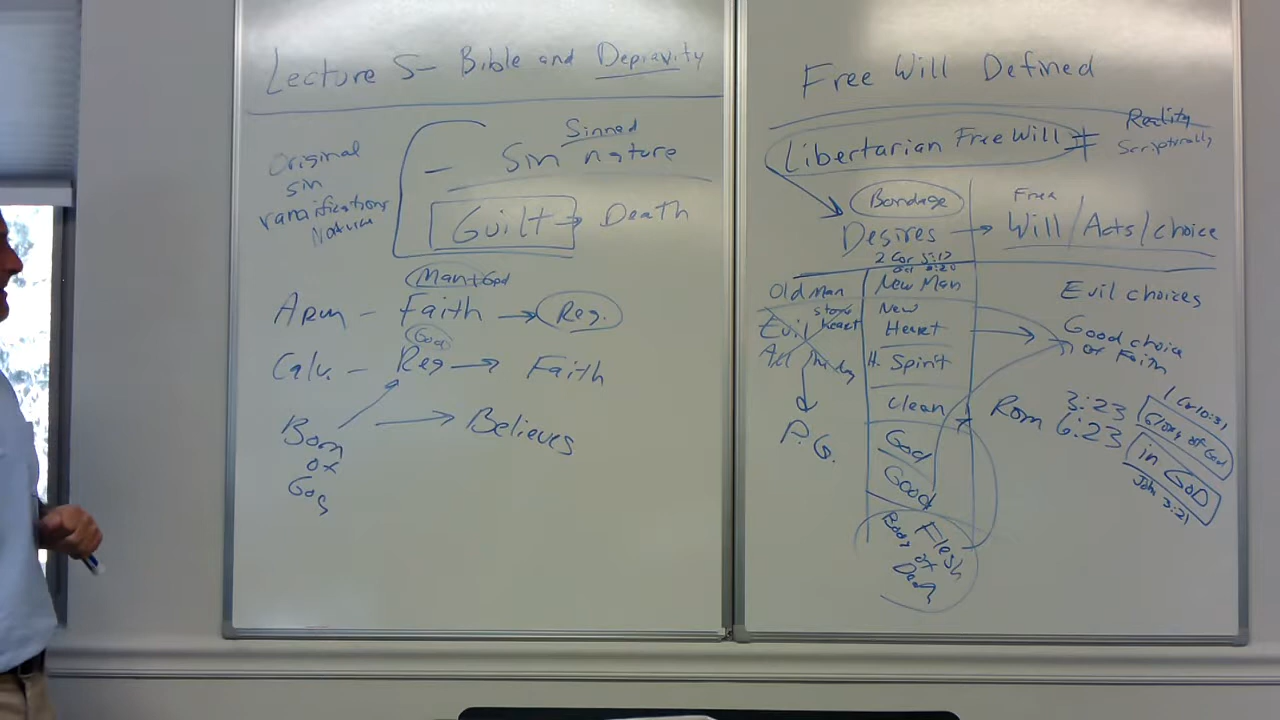 Lecture 5- Bible and Depravity
Original
sin
ramifications
Nature
Sinned
- Sin nature
Guilt → Death
Man + God
Arm - Faith → Reg.
God
Calv. - Reg → Faith
Born → Believes
of
God
Free Will Defined
Libertarian Free Will ≠ Reality
Scripturally
Bondage
Free
Desires → Will / Acts / choice
2 Cor 5:17
Old Man
New Man
Evil choices
stone
heart
Evil
New
Heart
Good choice
of Faith
All
H. Spirit
Clean
P.G.
God
Good
Flesh
Body of
Death
Rom 3:23
6:23
1 Cor 10:31
Glory of God
in GOD
John 3:21